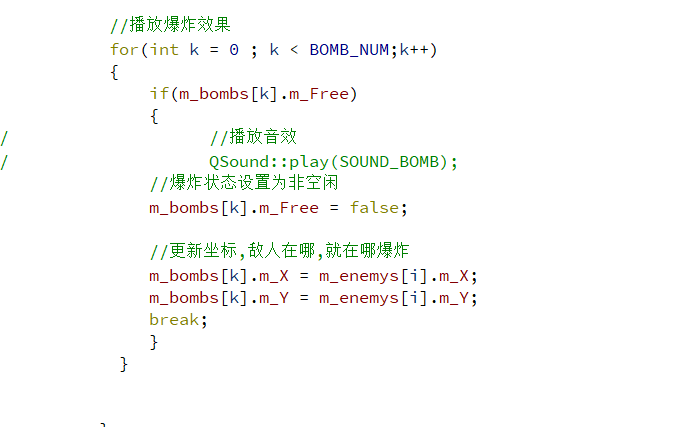 //播放爆炸效果
for(int k = 0 ; k < BOMB_NUM;k++)
{
if(m_bombs[k].m_Free)
{
/ //播放音效
/ QSound::play(SOUND_BOMB);
//爆炸状态设置为非空闲
m_bombs[k].m_Free = false;
//更新坐标,敌人在哪,就在哪爆炸
m_bombs[k].m_X = m_enemys[i].m_X;
m_bombs[k].m_Y = m_enemys[i].m_Y;
break;
}
}